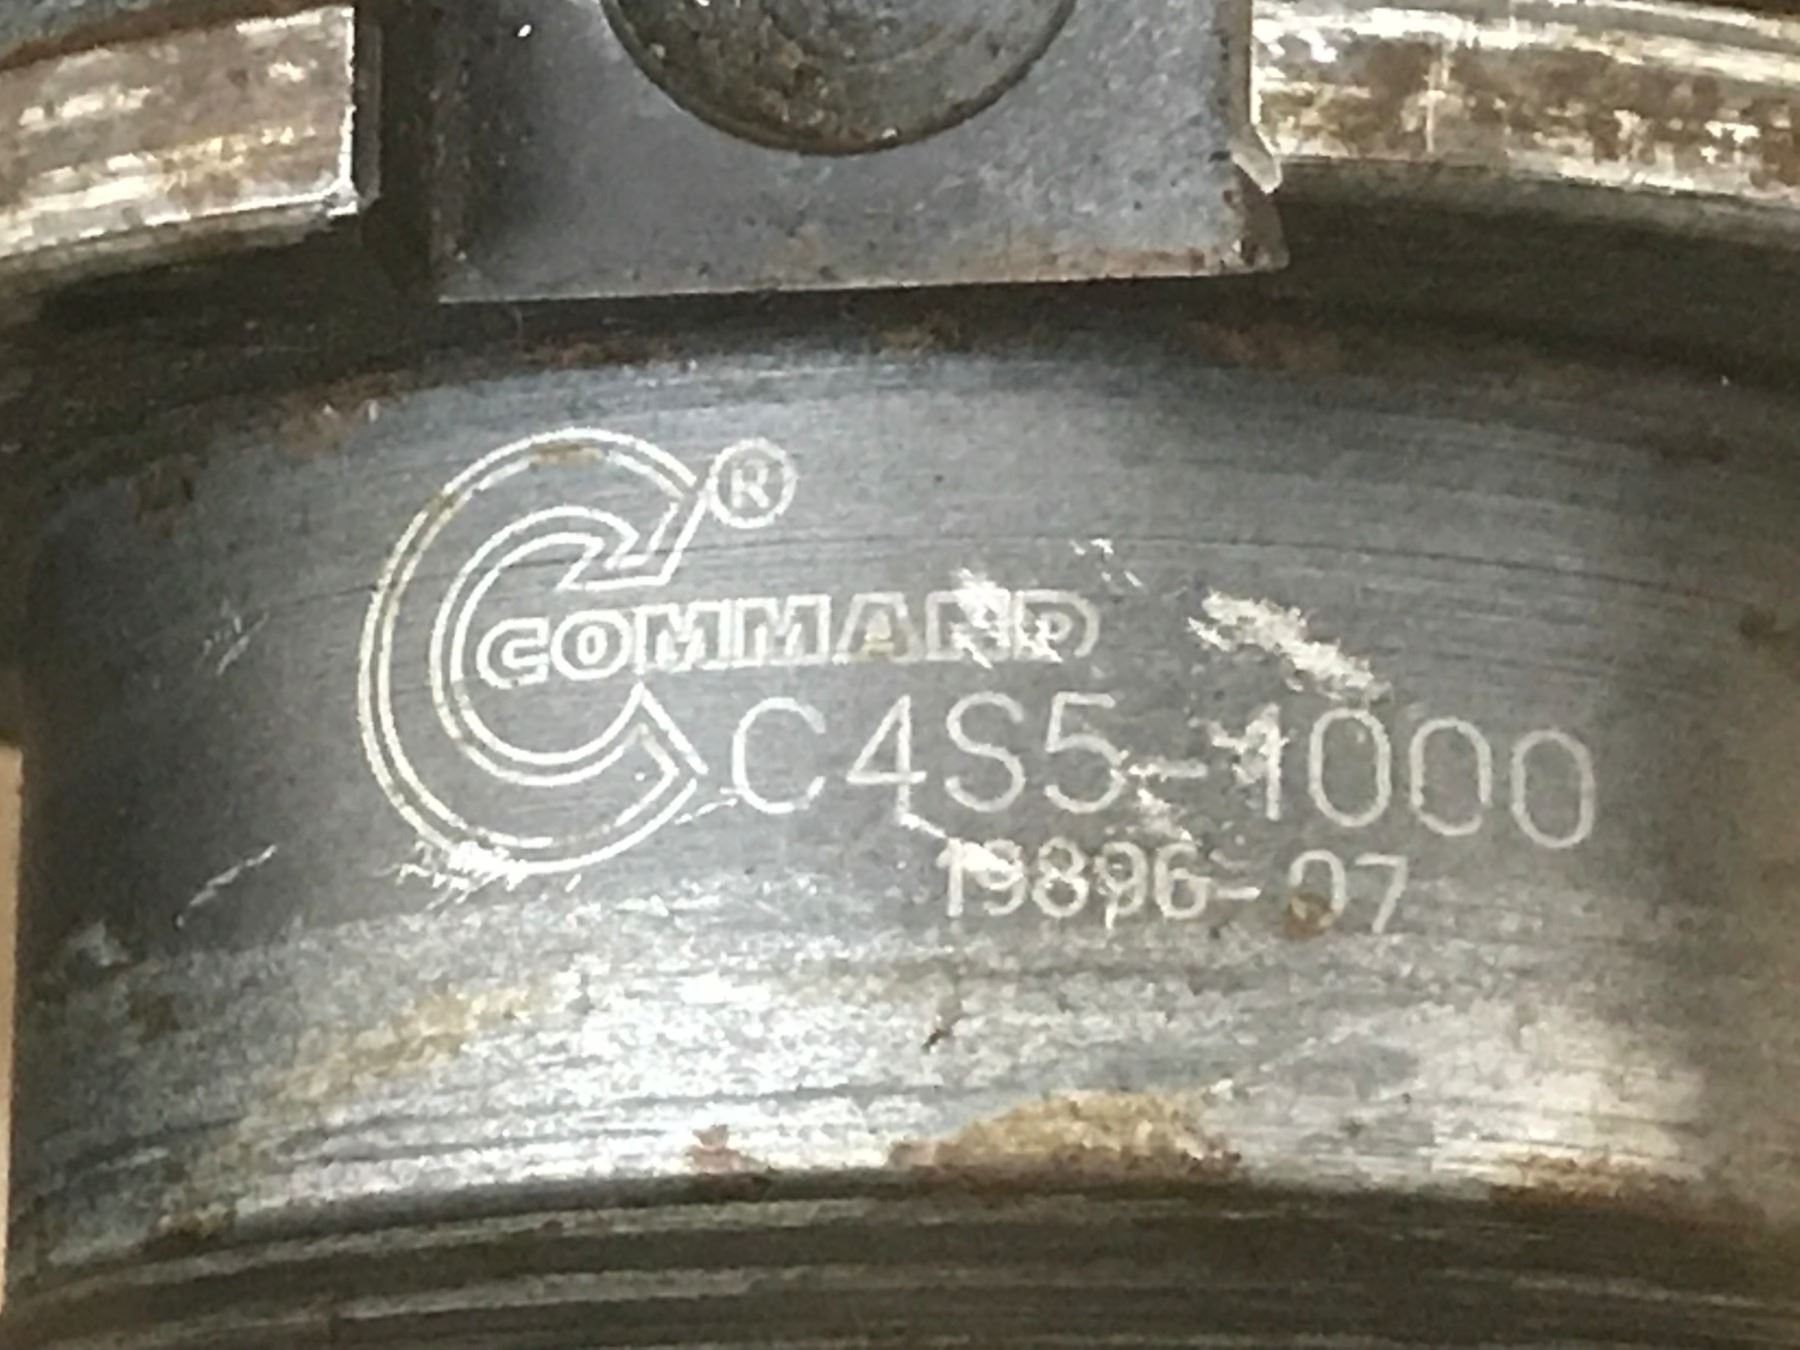 ®
COMMAND
C4S5-1000
19896-07